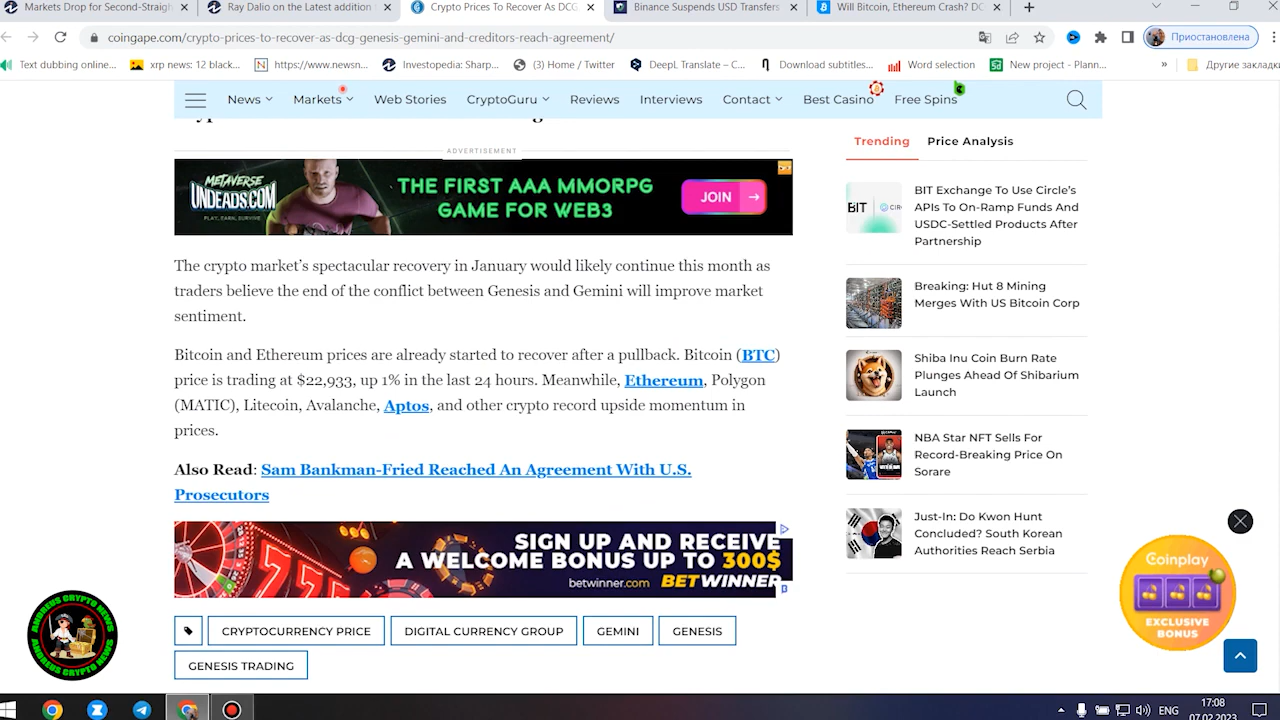 Markets Drop for Second-Straigh
Ray Dalio on the Latest addition t
Crypto Prices To Recover As DCG,
Binance Suspends USD Transfers
Will Bitcoin, Ethereum Crash? DC
coingape.com/crypto-prices-to-recover-as-dcg-genesis-gemini-and-creditors-reach-agreement/
Приостановлена
Text dubbing online...
xrp news: 12 black...
https://www.newsn...
Investopedia: Sharp...
(3) Home / Twitter
DeepL Translate – C...
Download subtitles...
Word selection
New project - Plann...
»
Другие закладки
News
Markets
Web Stories
CryptoGuru
Reviews
Interviews
Contact
Best Casino
Free Spins
ADVERTISEMENT
METAVERSE
UNDEADS.COM
PLAY, EARN, SURVIVE
THE FIRST AAA MMORPG
GAME FOR WEB3
JOIN
The crypto market's spectacular recovery in January would likely continue this month as
traders believe the end of the conflict between Genesis and Gemini will improve market
sentiment.
Bitcoin and Ethereum prices are already started to recover after a pullback. Bitcoin (BTC)
price is trading at $22,933, up 1% in the last 24 hours. Meanwhile, Ethereum, Polygon
(MATIC), Litecoin, Avalanche, Aptos, and other crypto record upside momentum in
prices.
Also Read: Sam Bankman-Fried Reached An Agreement With U.S.
Prosecutors
SIGN UP AND RECEIVE
A WELCOME BONUS UP TO 300$
betwinner.com BETWINNER
CRYPTOCURRENCY PRICE
DIGITAL CURRENCY GROUP
GEMINI
GENESIS
GENESIS TRADING
Trending
Price Analysis
BIT
CIR
BIT Exchange To Use Circle's
APIs To On-Ramp Funds And
USDC-Settled Products After
Partnership
Breaking: Hut 8 Mining
Merges With US Bitcoin Corp
Shiba Inu Coin Burn Rate
Plunges Ahead Of Shibarium
Launch
NBA Star NFT Sells For
Record-Breaking Price On
Sorare
Just-In: Do Kwon Hunt
Concluded? South Korean
Authorities Reach Serbia
Coinplay
EXCLUSIVE
BONUS
ANDREUS CRYPTO NEWS
ANDREUS CRYPTO NEWS
ENG
17:08
07.02.2023